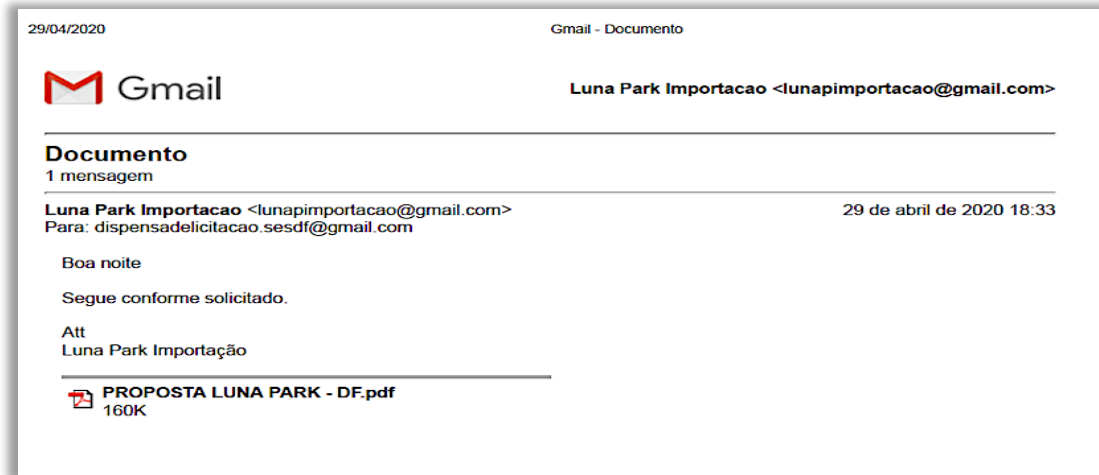 29/04/2020 Gmail - Documento
Gmail Luna Park Importacao <lunapimportacao@gmail.com>
Documento
1 mensagem
Luna Park Importacao <lunapimportacao@gmail.com> 29 de abril de 2020 18:33
Para: dispensadelicitacao.sesdf@gmail.com
Boa noite
Segue conforme solicitado.
Att
Luna Park Importação
PROPOSTA LUNA PARK - DF.pdf
160K